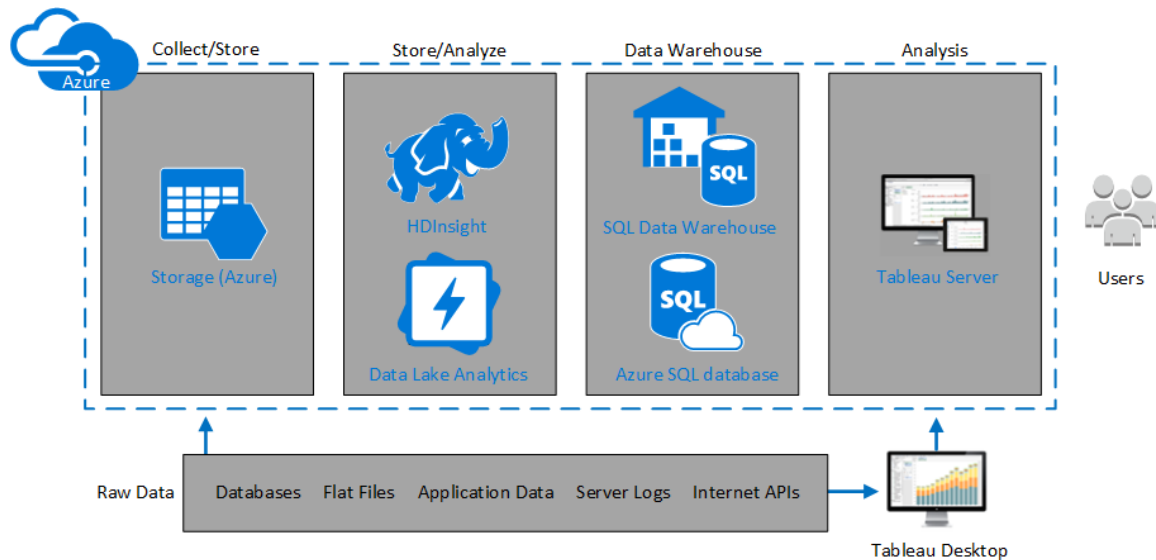 Azure
Collect/Store
Store/Analyze
Data Warehouse
Analysis
Storage (Azure)
HDInsight
Data Lake Analytics
SQL
SQL Data Warehouse
SQL
Azure SQL database
Tableau Server
Users
Raw Data
Databases
Flat Files
Application Data
Server Logs
Internet APIs
Tableau Desktop